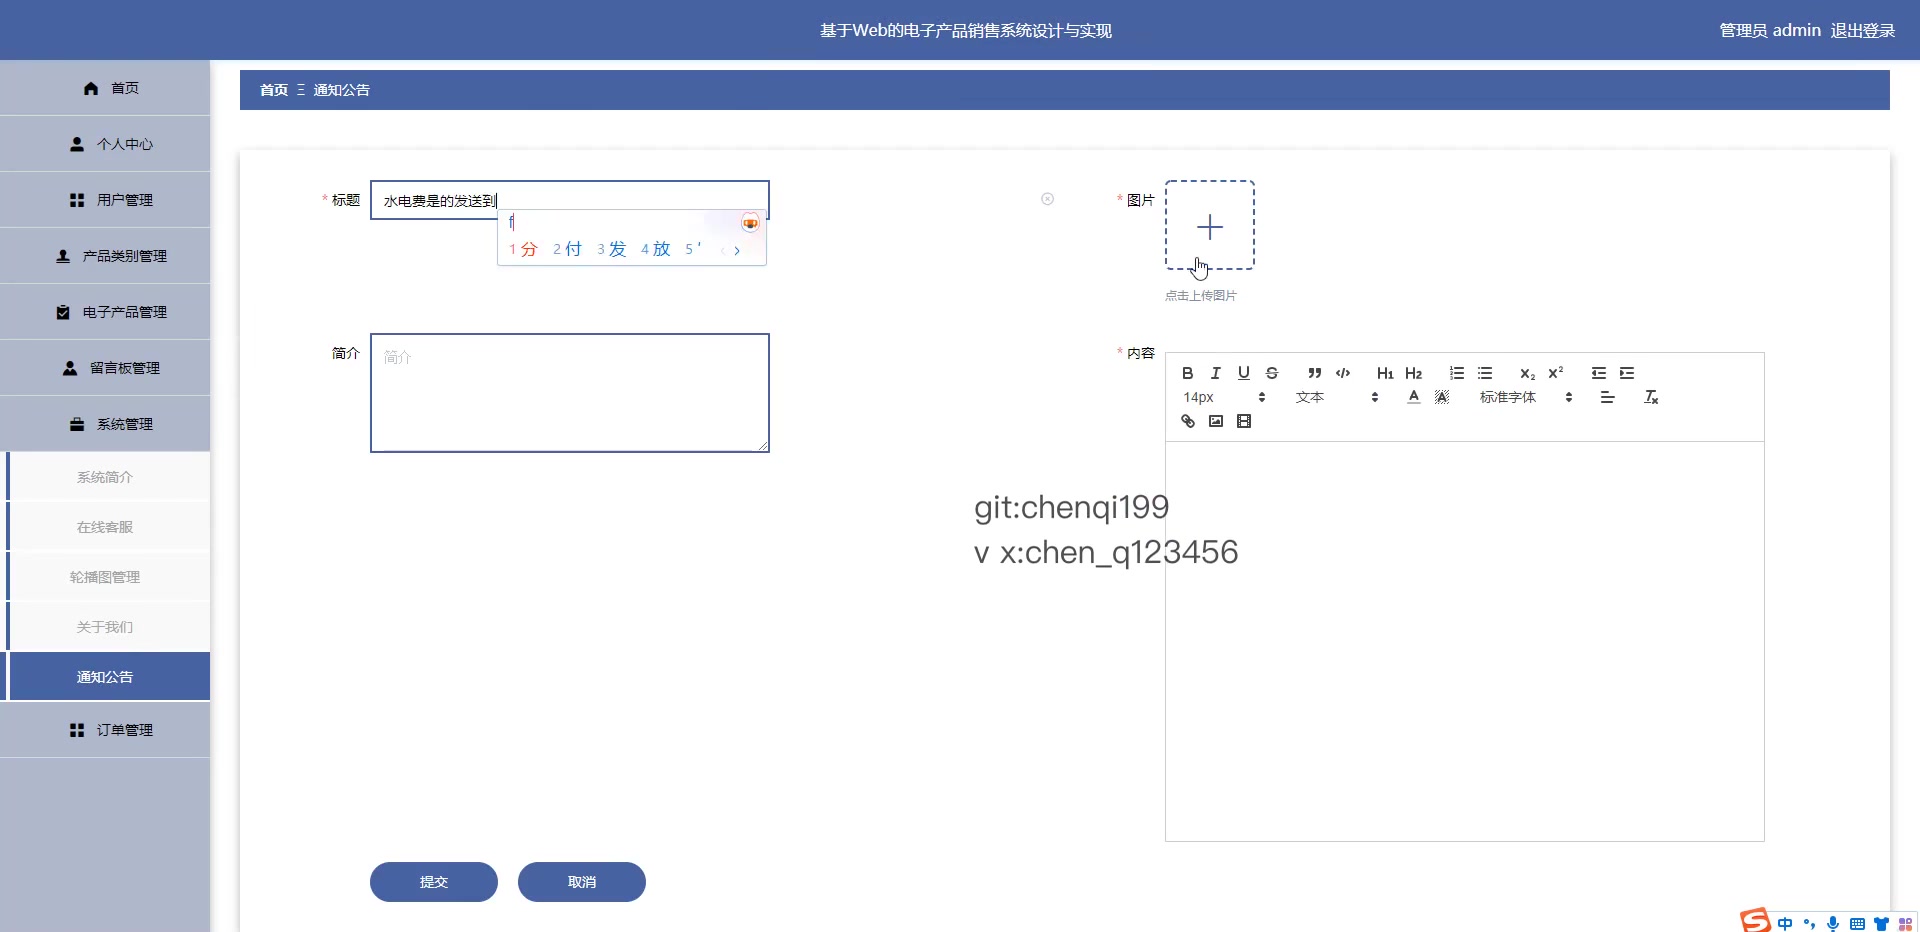 基于Web的电子产品销售系统设计与实现
管理员 admin 退出登录
首页
个人中心
用户管理
产品类别管理
电子产品管理
留言板管理
系统管理
系统简介
在线客服
轮播图管理
关于我们
通知公告
订单管理
首页 Ξ 通知公告
* 标题 水电费是的发送到
f
1 分 2 付 3 发 4 放 5 '
* 图片
点击上传图片
简介 简介
* 内容
B I U S ” </> H1 H2 x₂ x²
14px 文本 A A 标准字体 Tx
git:chenqi199
v x:chen_q123456
提交 取消
S 中